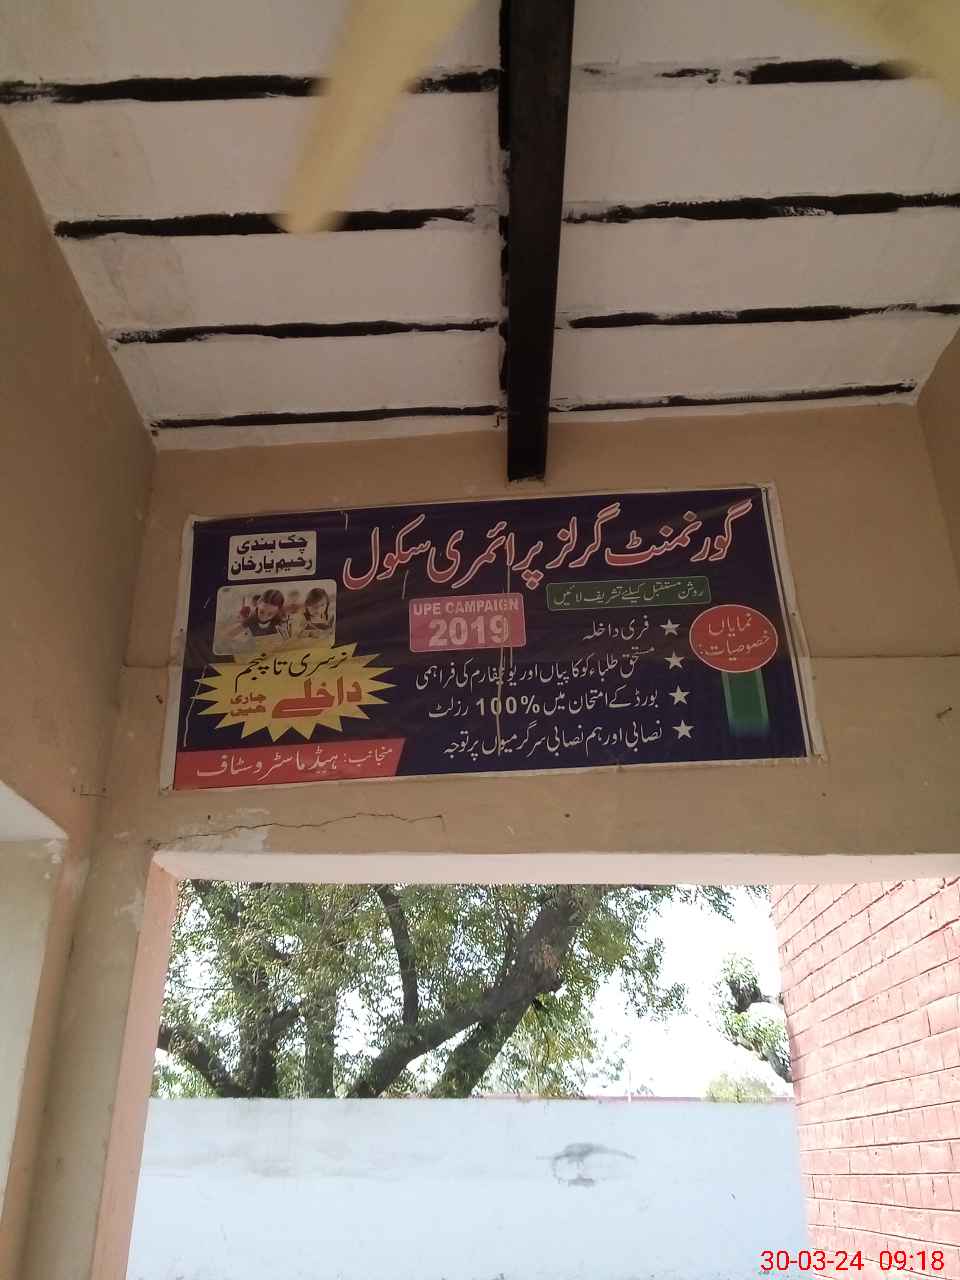 گورنمنٹ گرلز پرائمری سکول
چک بندی
رحیم یار خان
روشن مستقبل کیلئے تشریف لائیں
UPE CAMPAIGN
2019
نمایاں
خصوصیات:
★ فری داخلہ
★ مستحق طلباء کو کاپیاں اور یونیفارم کی فراہمی
★ بورڈ کے امتحان میں %100 رزلٹ
★ نصابی اور ہم نصابی سرگرمیوں پر توجہ
نرسری تا پنجم
داخلے جاری ہیں
منجانب: ہیڈ ماسٹر و سٹاف
30-03-24 09:18